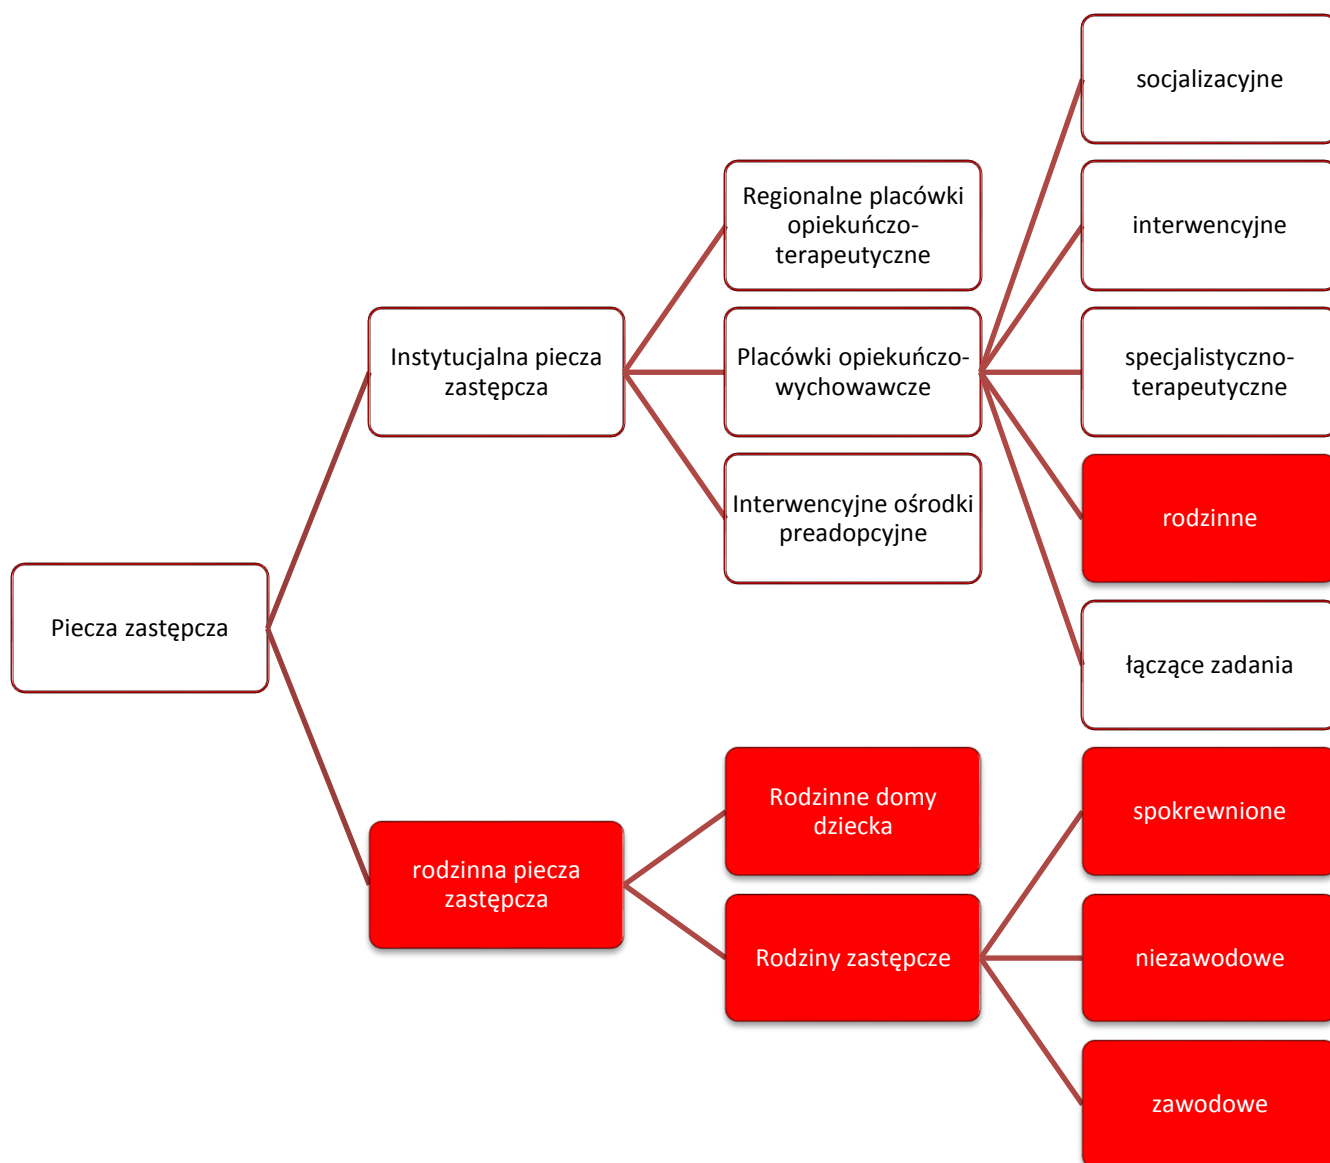 socjalizacyjne
Regionalne placówki
opiekuńczo-
terapeutyczne
interwencyjne
Instytucjalna piecza
zastępcza
Placówki opiekuńczo-
wychowawcze
specjalistyczno-
terapeutyczne
Interwencyjne ośrodki
preadopcyjne
rodzinne
Piecza zastępcza
łączące zadania
Rodzinne domy
dziecka
spokrewnione
rodzinna piecza
zastępcza
Rodziny zastępcze
niezawodowe
zawodowe